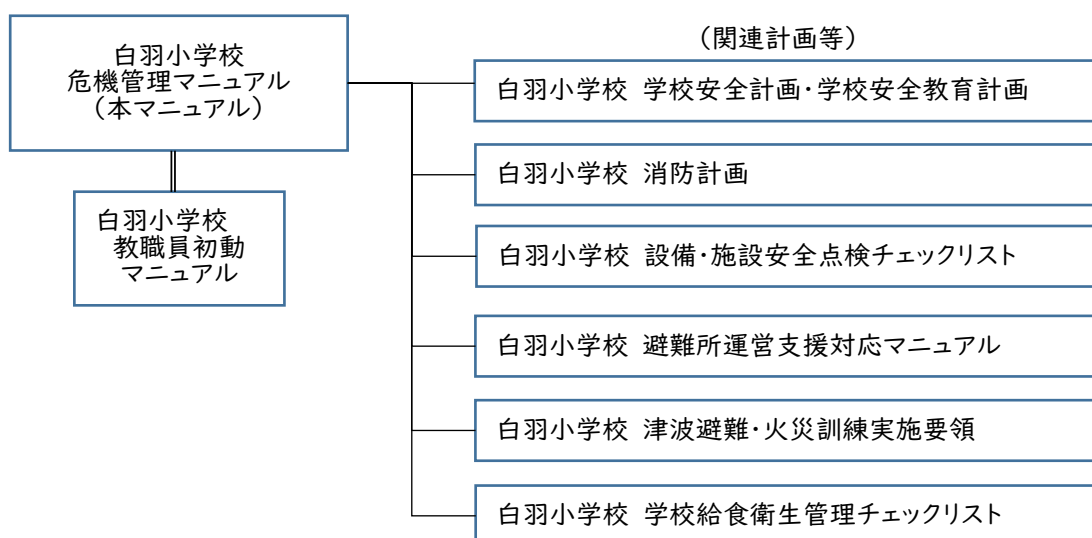 白羽小学校
危機管理マニュアル
(本マニュアル)
白羽小学校
教職員初動
マニュアル
(関連計画等)
白羽小学校 学校安全計画・学校安全教育計画
白羽小学校 消防計画
白羽小学校 設備・施設安全点検チェックリスト
白羽小学校 避難所運営支援対応マニュアル
白羽小学校 津波避難・火災訓練実施要領
白羽小学校 学校給食衛生管理チェックリスト